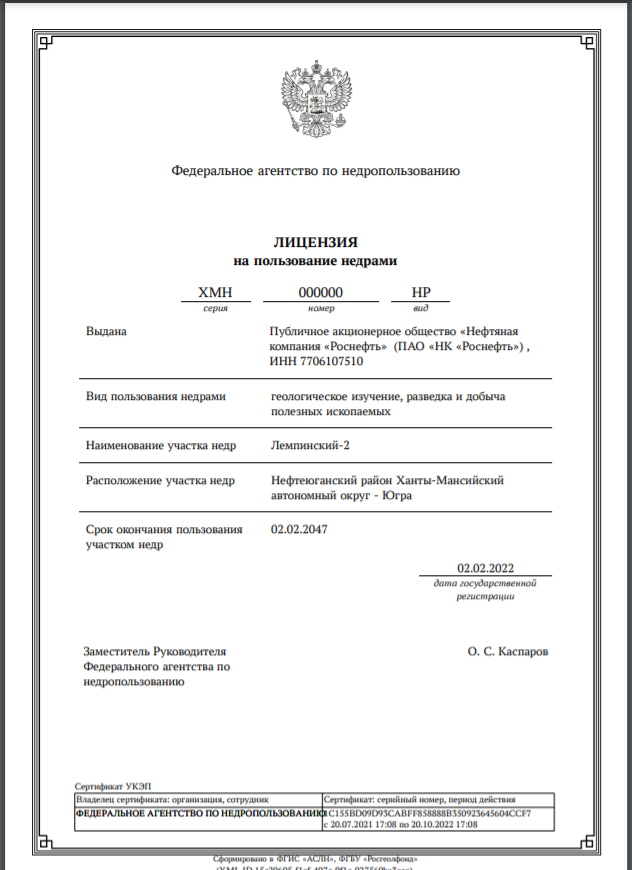 Федеральное агентство по недропользованию
ЛИЦЕНЗИЯ
на пользование недрами
ХМН 000000 НР
серия номер вид
Выдана Публичное акционерное общество «Нефтяная
компания «Роснефть» (ПАО «НК «Роснефть») ,
ИНН 7706107510
Вид пользования недрами геологическое изучение, разведка и добыча
полезных ископаемых
Наименование участка недр Лемпинский-2
Расположение участка недр Нефтеюганский район Ханты-Мансийский
автономный округ - Югра
Срок окончания пользования 02.02.2047
участком недр
02.02.2022
дата государственной
регистрации
Заместитель Руководителя О. С. Каспаров
Федерального агентства по
недропользованию
Сертификат УКЭП
Владелец сертификата: организация, сотрудник Сертификат: серийный номер, период действия
ФЕДЕРАЛЬНОЕ АГЕНТСТВО ПО НЕДРОПОЛЬЗОВАНИЮ 1C155BD09D93CABFF858888B350923645604CCF7
с 20.07.2021 17:08 по 20.10.2022 17:08
Сформировано в ФГИС «АСЛН», ФГБУ «Росгеолфонд»